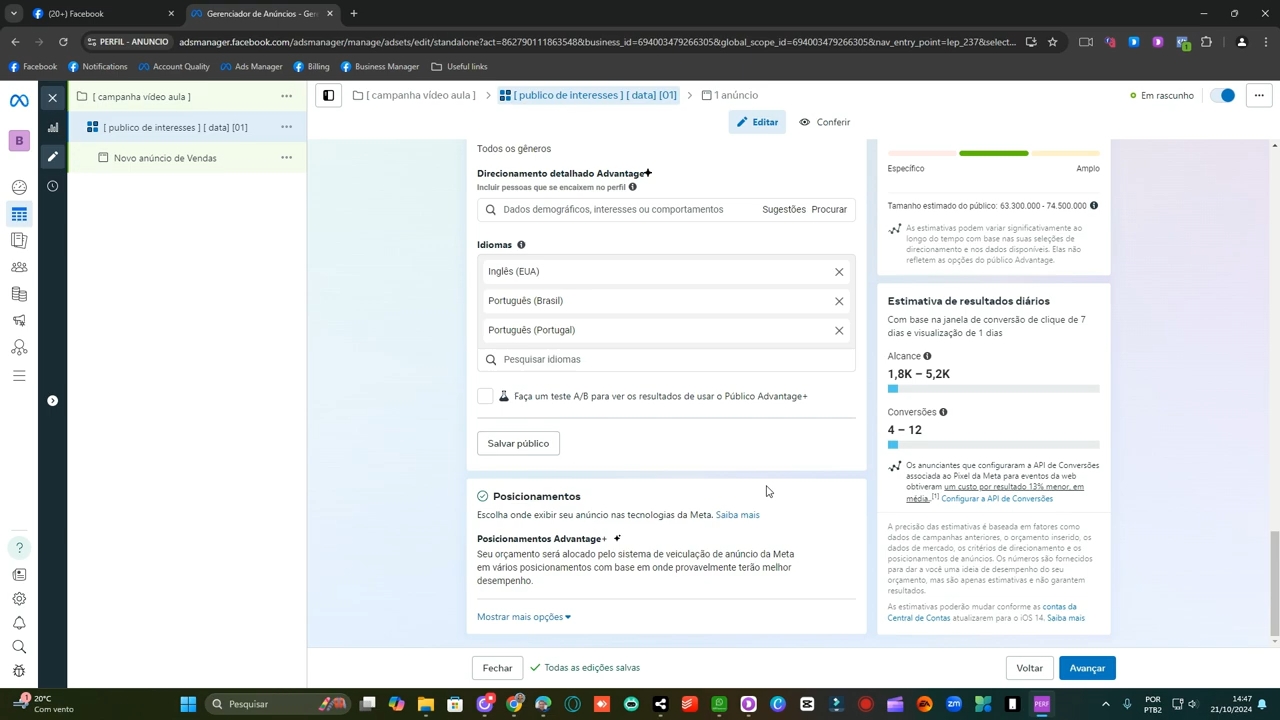 (20+) Facebook
Gerenciador de Anúncios - Ger
PERFIL - ANUNCIO
adsmanager.facebook.com/adsmanager/manage/adsets/edit/standalone?act=862790111863548&business_id=694003479266305&global_scope_id=694003479266305&nav_entry_point=lep_237&select...
Facebook
Notifications
Account Quality
Ads Manager
Billing
Business Manager
Useful links
[ campanha vídeo aula ]
[ publico de interesses ] [ data] [01]
Novo anúncio de Vendas
B
[ campanha vídeo aula ]
[ publico de interesses ] [ data] [01]
1 anúncio
Em rascunho
Editar
Conferir
Todos os gêneros
Direcionamento detalhado Advantage+
Incluir pessoas que se encaixem no perfil
Dados demográficos, interesses ou comportamentos
Sugestões
Procurar
Idiomas
Inglês (EUA)
Português (Brasil)
Português (Portugal)
Pesquisar idiomas
Faça um teste A/B para ver os resultados de usar o Público Advantage+
Salvar público
Posicionamentos
Escolha onde exibir seu anúncio nas tecnologias da Meta. Saiba mais
Posicionamentos Advantage+
Seu orçamento será alocado pelo sistema de veiculação de anúncio da Meta
em vários posicionamentos com base em onde provavelmente terão melhor
desempenho.
Mostrar mais opções
Específico
Amplo
Tamanho estimado do público: 63.300.000 - 74.500.000
As estimativas podem variar significativamente ao
longo do tempo com base nas suas seleções de
direcionamento e nos dados disponíveis. Elas não
refletem as opções do público Advantage.
Estimativa de resultados diários
Com base na janela de conversão de clique de 7
dias e visualização de 1 dias
Alcance
1,8K – 5,2K
Conversões
4 – 12
Os anunciantes que configuraram a API de Conversões
associada ao Pixel da Meta para eventos da web
obtiveram um custo por resultado 13% menor, em
média.[1] Configurar a API de Conversões
A precisão das estimativas é baseada em fatores como
dados de campanhas anteriores, o orçamento inserido, os
dados de mercado, os critérios de direcionamento e os
posicionamentos de anúncios. Os números são fornecidos
para dar a você uma ideia de desempenho do seu
orçamento, mas são apenas estimativas e não garantem
resultados.
As estimativas poderão mudar conforme as contas da
Central de Contas atualizarem para o iOS 14. Saiba mais
Fechar
Todas as edições salvas
Voltar
Avançar
20°C
Com vento
Pesquisar
PERF
POR
PTB2
14:47
21/10/2024